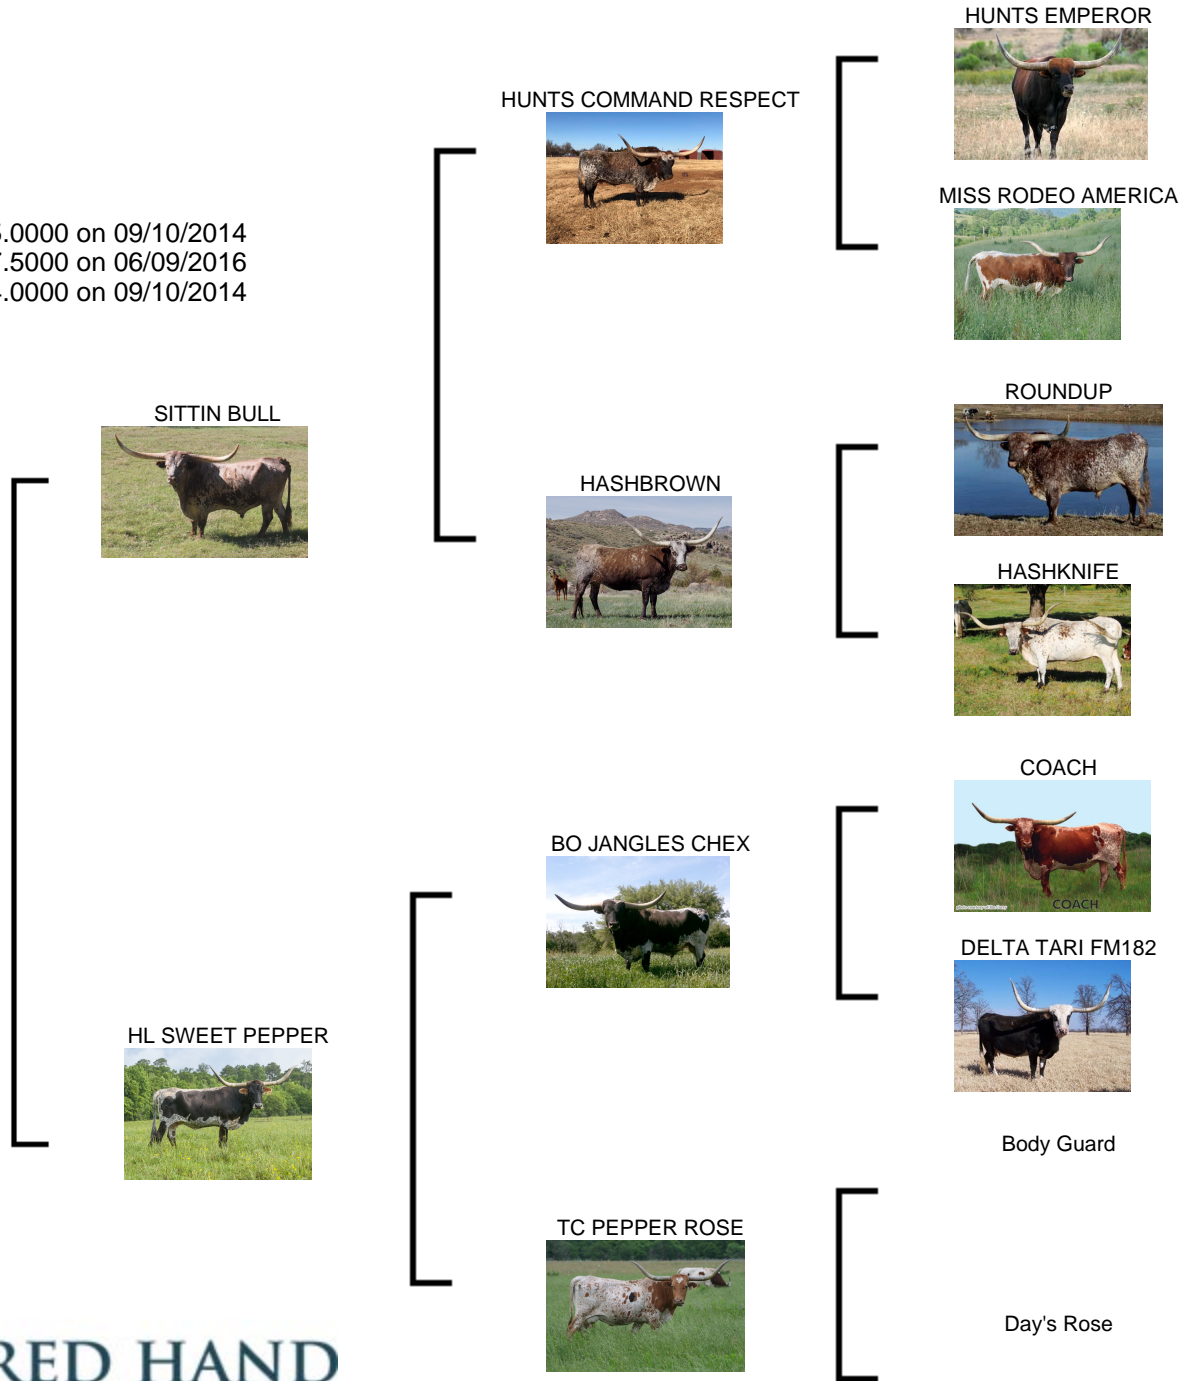 HUNTS EMPEROR
HUNTS COMMAND RESPECT
MISS RODEO AMERICA
.0000 on 09/10/2014
.5000 on 06/09/2016
.0000 on 09/10/2014
ROUNDUP
SITTIN BULL
HASHBROWN
HASHKNIFE
COACH
BO JANGLES CHEX
COACH
DELTA TARI FM182
HL SWEET PEPPER
Body Guard
TC PEPPER ROSE
Day's Rose
RED HAND